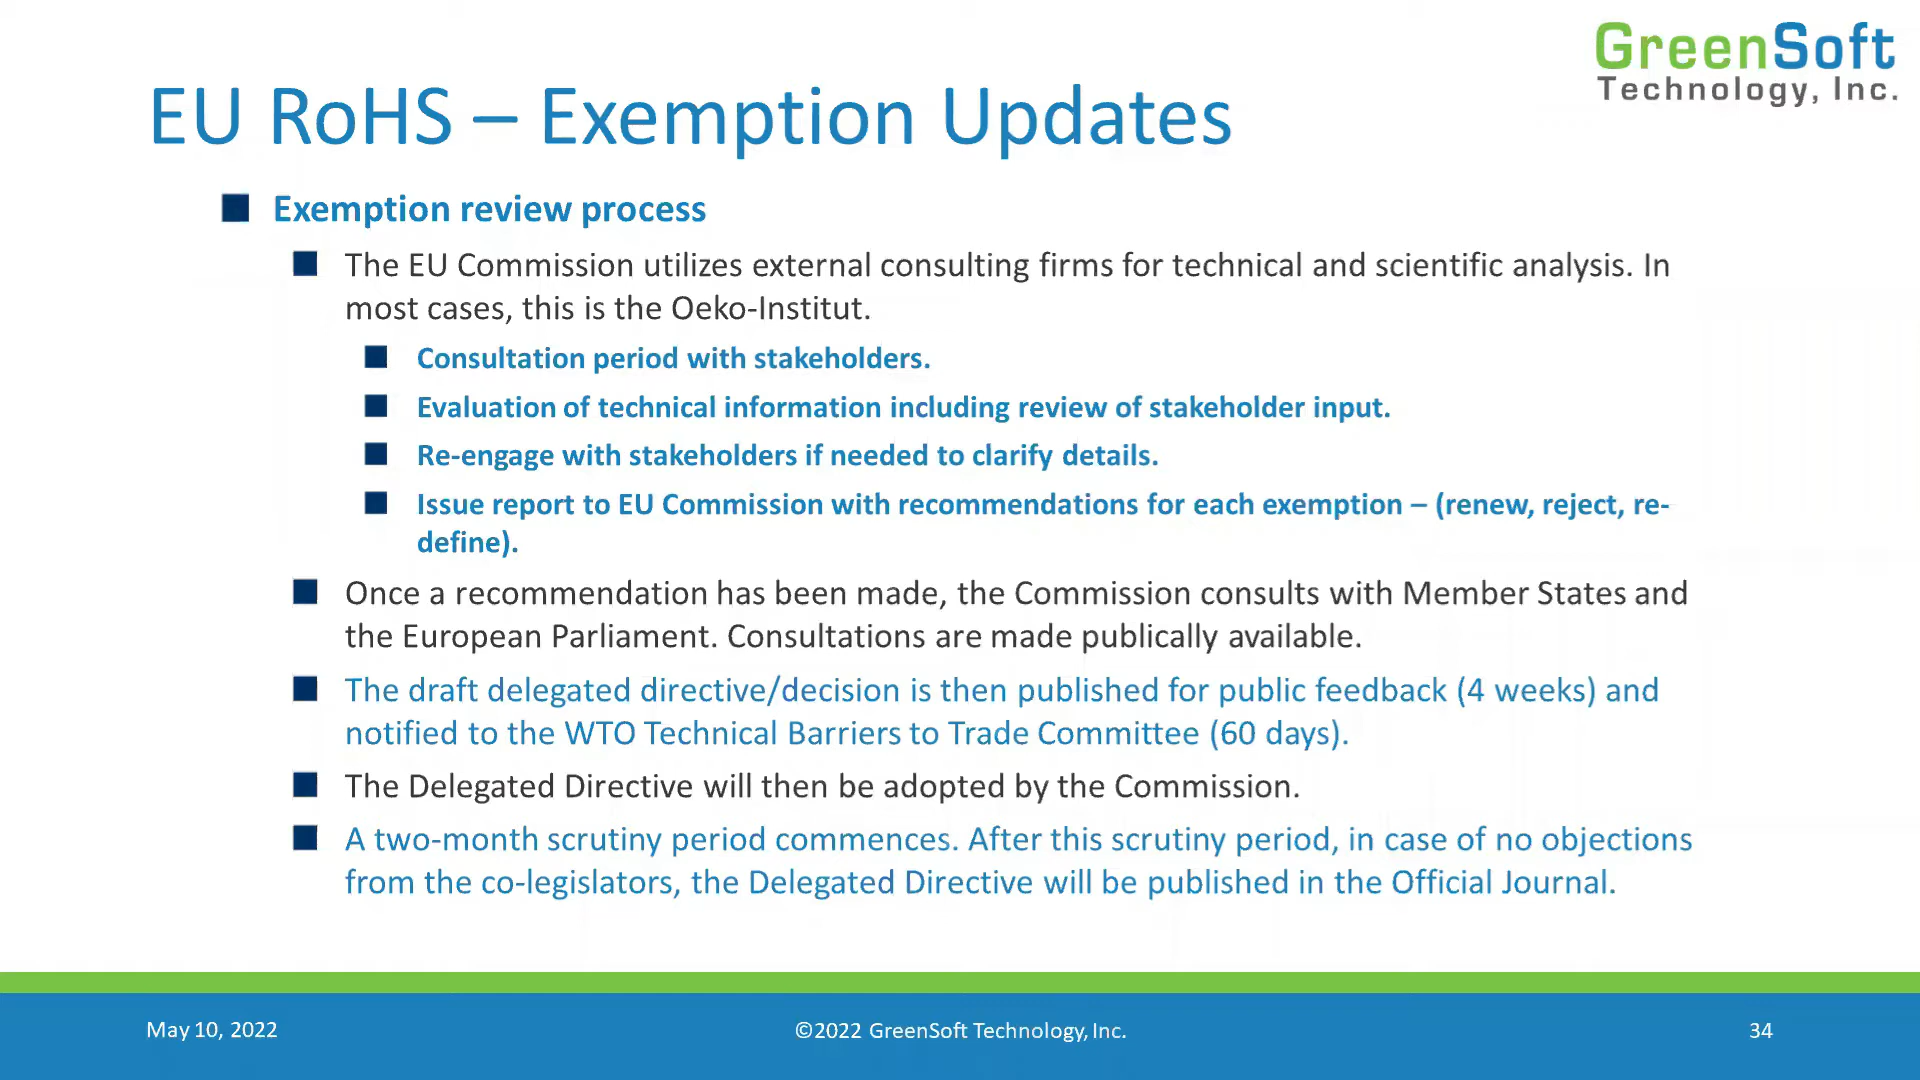 GreenSoft
Technology, Inc.
EU RoHS – Exemption Updates
Exemption review process
The EU Commission utilizes external consulting firms for technical and scientific analysis. In
most cases, this is the Oeko-Institut.
Consultation period with stakeholders.
Evaluation of technical information including review of stakeholder input.
Re-engage with stakeholders if needed to clarify details.
Issue report to EU Commission with recommendations for each exemption – (renew, reject, re-
define).
Once a recommendation has been made, the Commission consults with Member States and
the European Parliament. Consultations are made publically available.
The draft delegated directive/decision is then published for public feedback (4 weeks) and
notified to the WTO Technical Barriers to Trade Committee (60 days).
The Delegated Directive will then be adopted by the Commission.
A two-month scrutiny period commences. After this scrutiny period, in case of no objections
from the co-legislators, the Delegated Directive will be published in the Official Journal.
May 10, 2022
©2022 GreenSoft Technology, Inc.
34